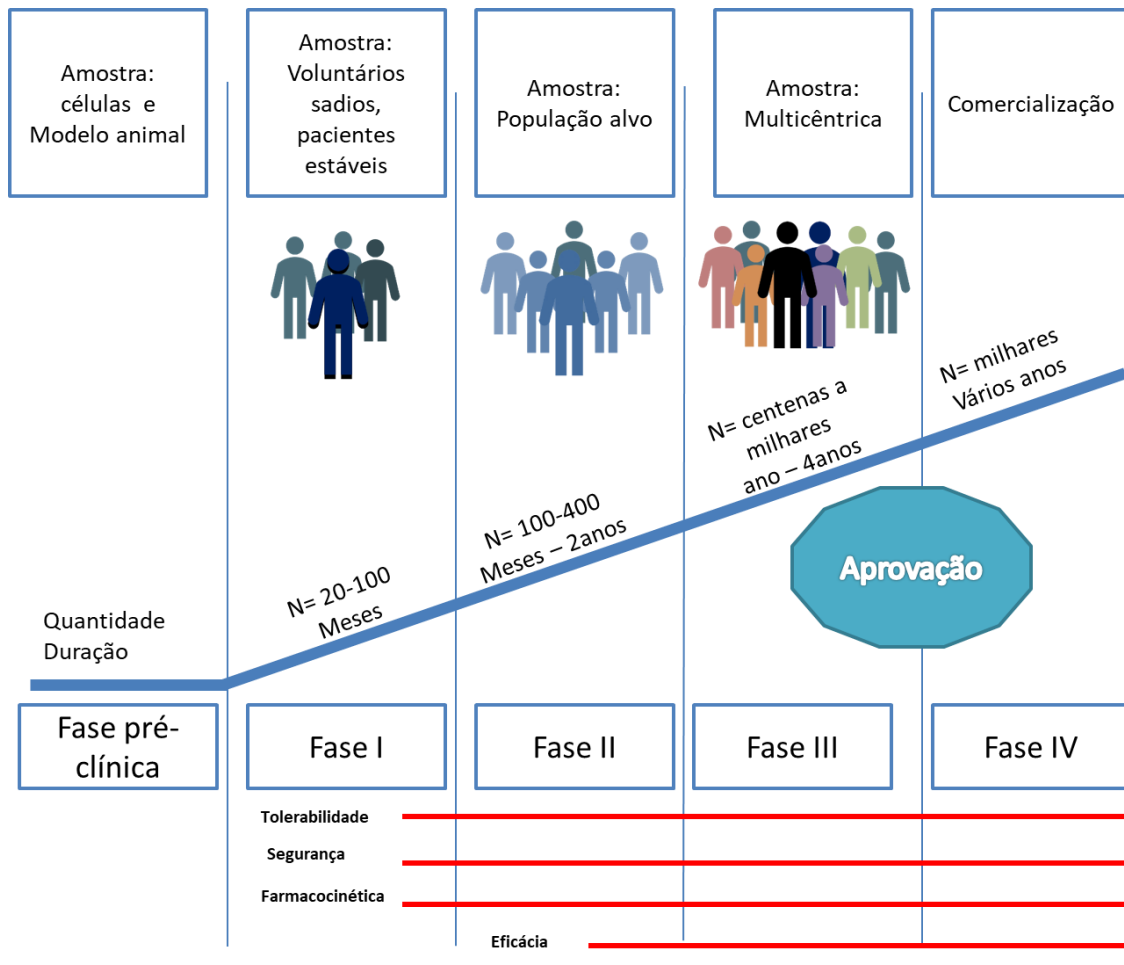 Amostra:
células e
Modelo animal
Amostra:
Voluntários
sadios,
pacientes
estáveis
Amostra:
População alvo
Amostra:
Multicêntrica
Comercialização
Quantidade
Duração
N= 20-100
Meses
N= 100-400
Meses – 2anos
N= centenas a
milhares
ano – 4anos
N= milhares
Vários anos
Aprovação
Fase pré-
clínica
Fase I
Fase II
Fase III
Fase IV
Tolerabilidade
Segurança
Farmacocinética
Eficácia